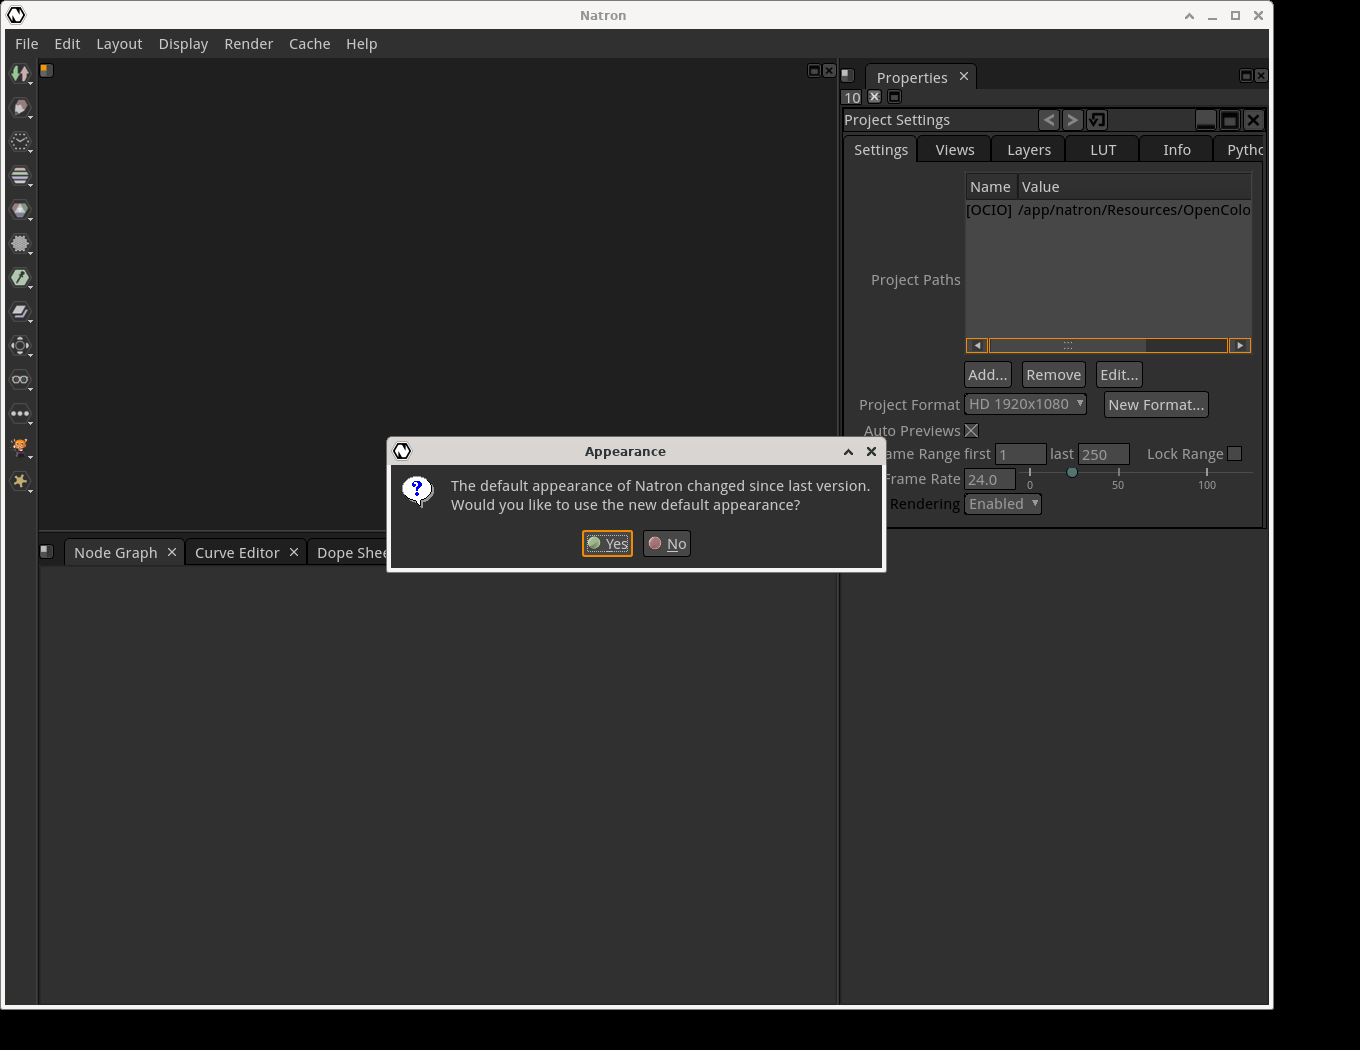 Natron
File Edit Layout Display Render Cache Help
Properties
10
Project Settings
Settings Views Layers LUT Info Pytho
Name Value
[OCIO] /app/natron/Resources/OpenColo
Project Paths
Add... Remove Edit...
Project Format HD 1920x1080 New Format...
Auto Previews
ame Range first 1 last 250 Lock Range
Frame Rate 24.0 0 50 100
Rendering Enabled
Appearance
The default appearance of Natron changed since last version.
Would you like to use the new default appearance?
Yes No
Node Graph Curve Editor Dope Shee